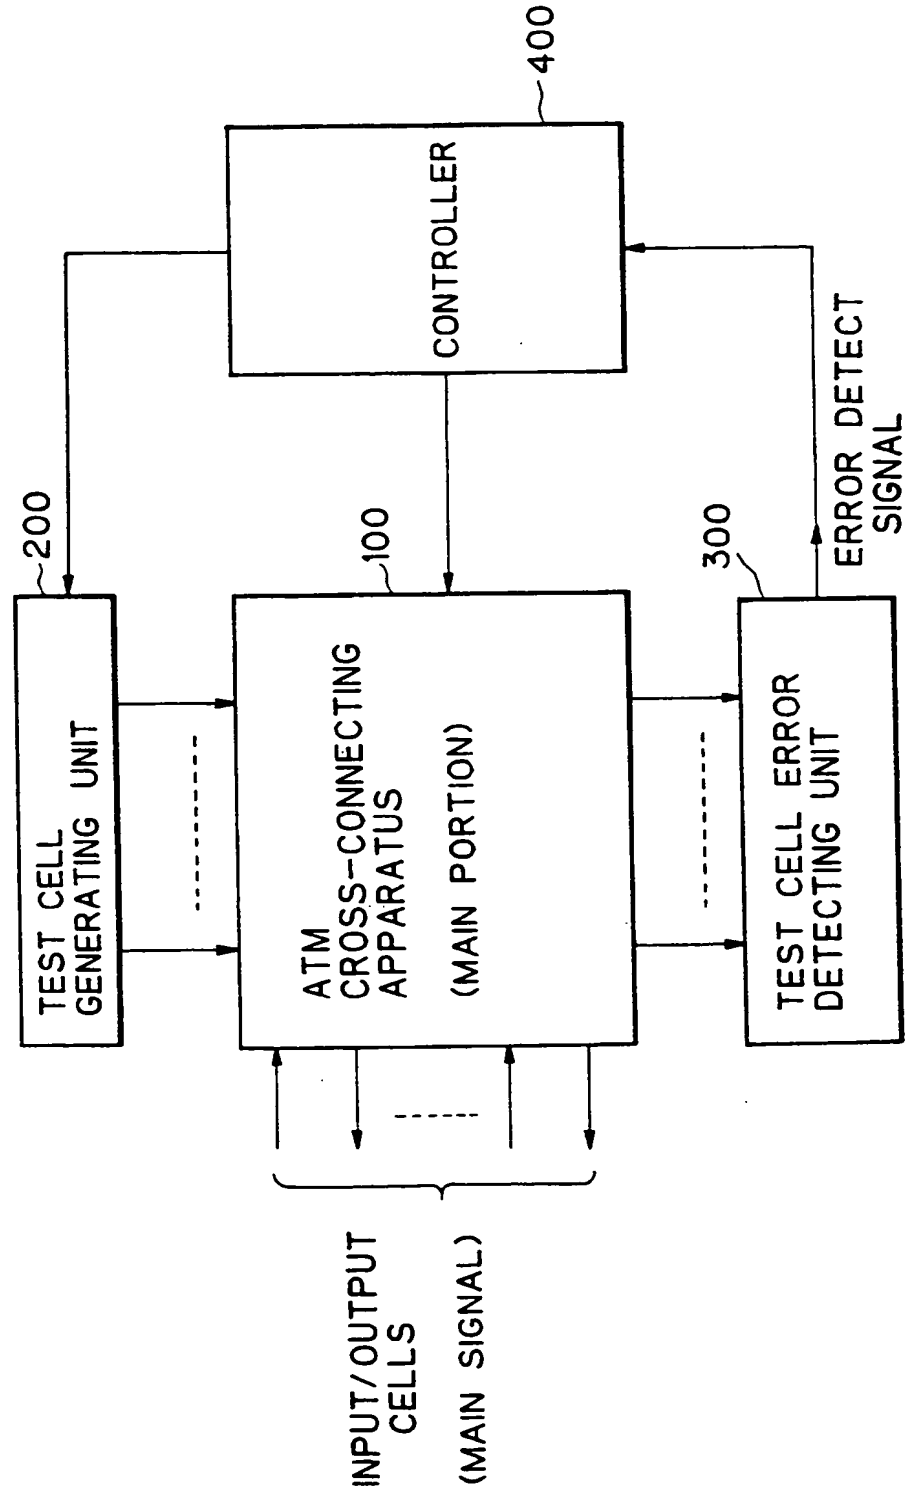 200
TEST CELL
GENERATING UNIT
100
ATM
CROSS-CONNECTING
APPARATUS
(MAIN PORTION)
400
CONTROLLER
INPUT/OUTPUT
CELLS
(MAIN SIGNAL)
300
TEST CELL ERROR
DETECTING UNIT
ERROR DETECT
SIGNAL